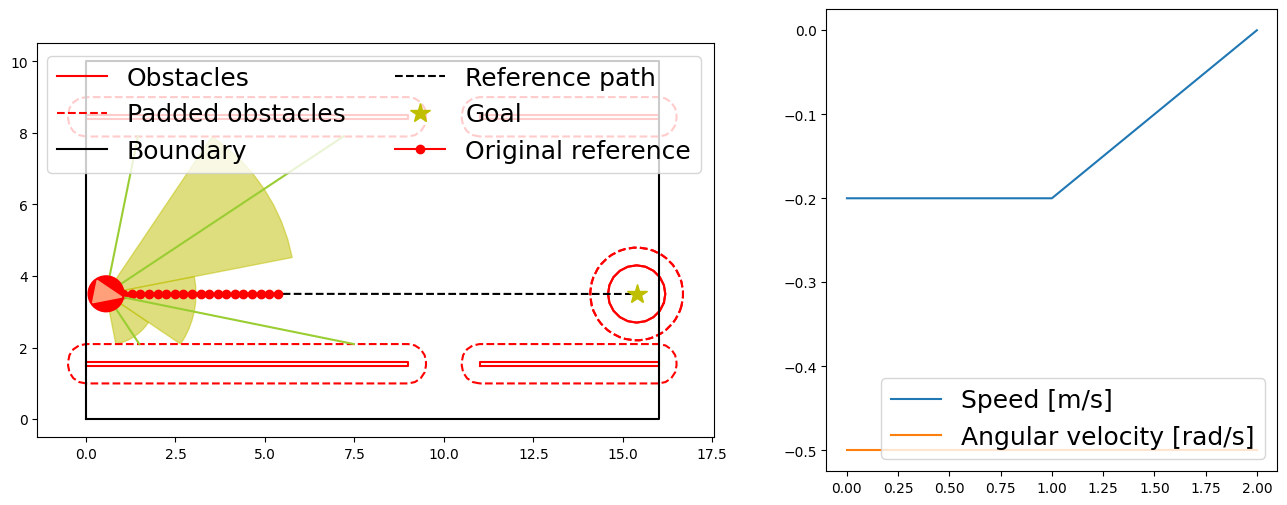 Obstacles
Padded obstacles
Boundary
Reference path
Goal
Original reference
10
8
6
4
2
0
0.0 2.5 5.0 7.5 10.0 12.5 15.0 17.5
0.0
−0.1
−0.2
−0.3
−0.4
−0.5
Speed [m/s]
Angular velocity [rad/s]
0.00 0.25 0.50 0.75 1.00 1.25 1.50 1.75 2.00